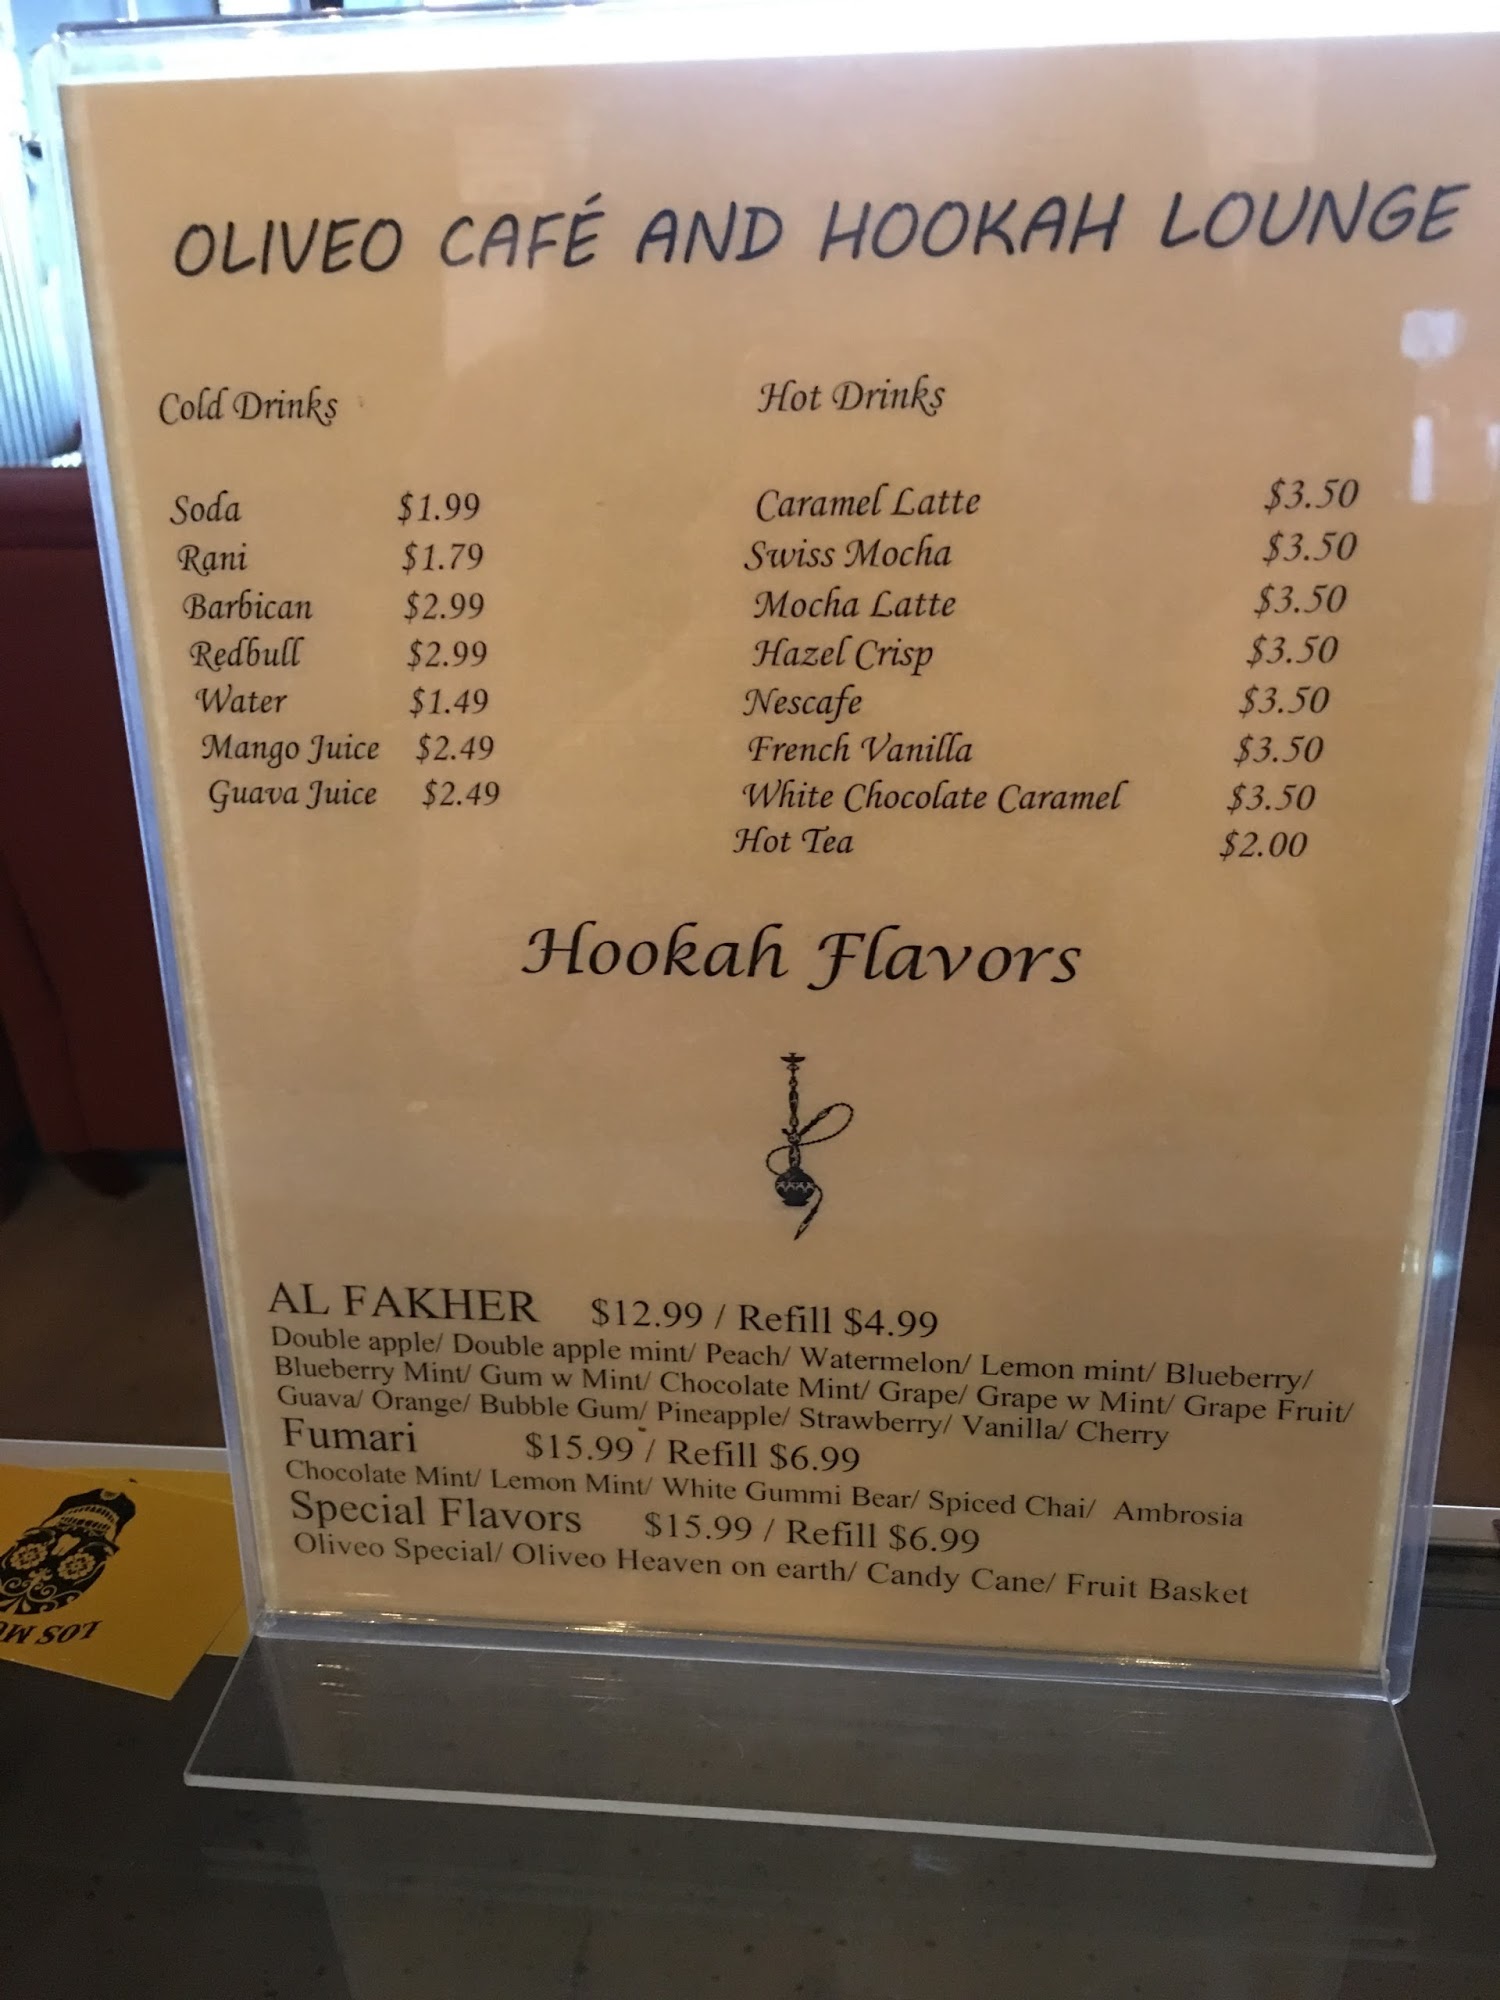 OLIVEO CAFÉ AND HOOKAH LOUNGE
Cold Drinks
Soda $1.99
Rani $1.79
Barbican $2.99
Redbull $2.99
Water $1.49
Mango Juice $2.49
Guava Juice $2.49
Hot Drinks
Caramel Latte $3.50
Swiss Mocha $3.50
Mocha Latte $3.50
Hazel Crisp $3.50
Nescafe $3.50
French Vanilla $3.50
White Chocolate Caramel $3.50
Hot Tea $2.00
Hookah Flavors
AL FAKHER $12.99 / Refill $4.99
Double apple/ Double apple mint/ Peach/ Watermelon/ Lemon mint/ Blueberry/
Blueberry Mint/ Gum w Mint/ Chocolate Mint/ Grape/ Grape w Mint/ Grape Fruit/
Guava/ Orange/ Bubble Gum/ Pineapple/ Strawberry/ Vanilla/ Cherry
Fumari $15.99 / Refill $6.99
Chocolate Mint/ Lemon Mint/ White Gummi Bear/ Spiced Chai/ Ambrosia
Special Flavors $15.99 / Refill $6.99
Oliveo Special/ Oliveo Heaven on earth/ Candy Cane/ Fruit Basket
LOS